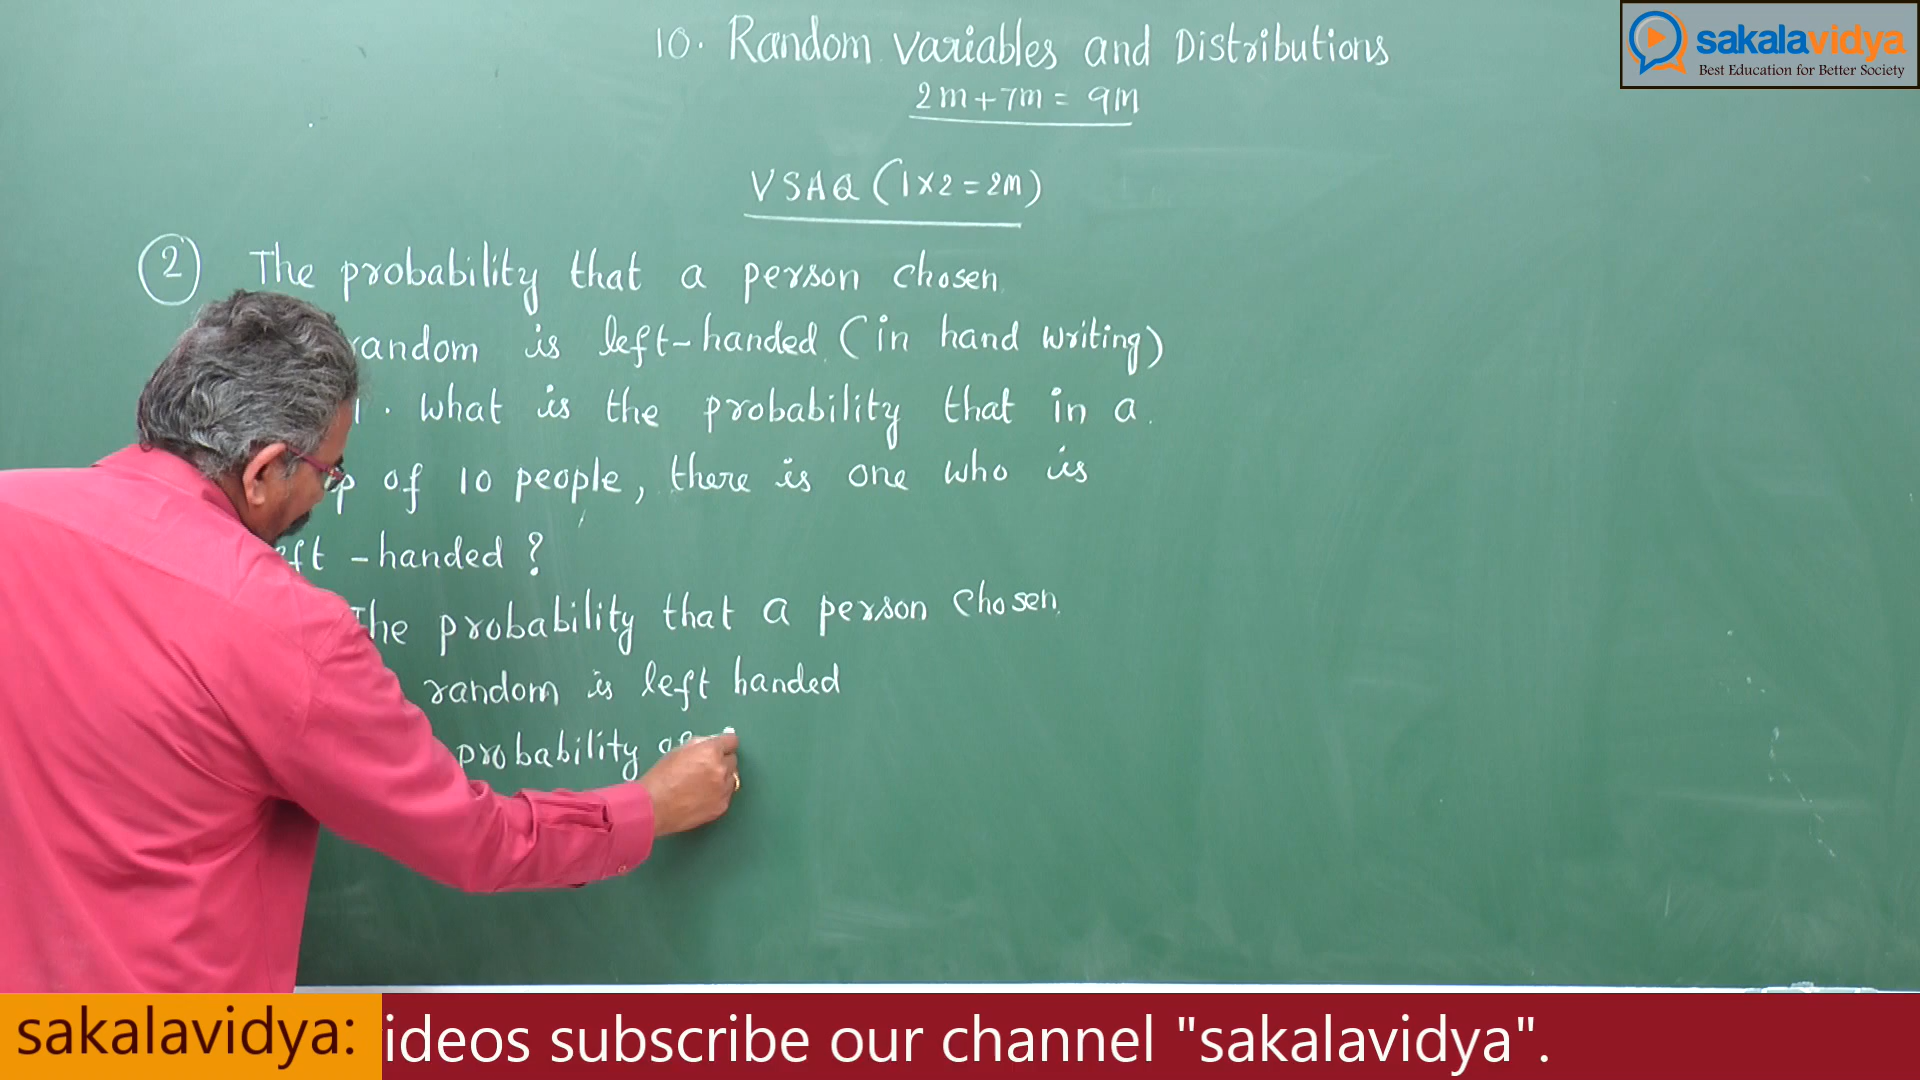 10. Random variables and Distributions
2m+7m = 9M
VSAQ (1x2=2M)
2 The probability that a person chosen
random is left-handed (in hand writing)
. what is the probability that in a
of 10 people, there is one who is
-handed ?
The probability that a person chosen
random is left handed
probability
sakalavidya
Best Education for Better Society
sakalavidya: ideos subscribe our channel "sakalavidya".